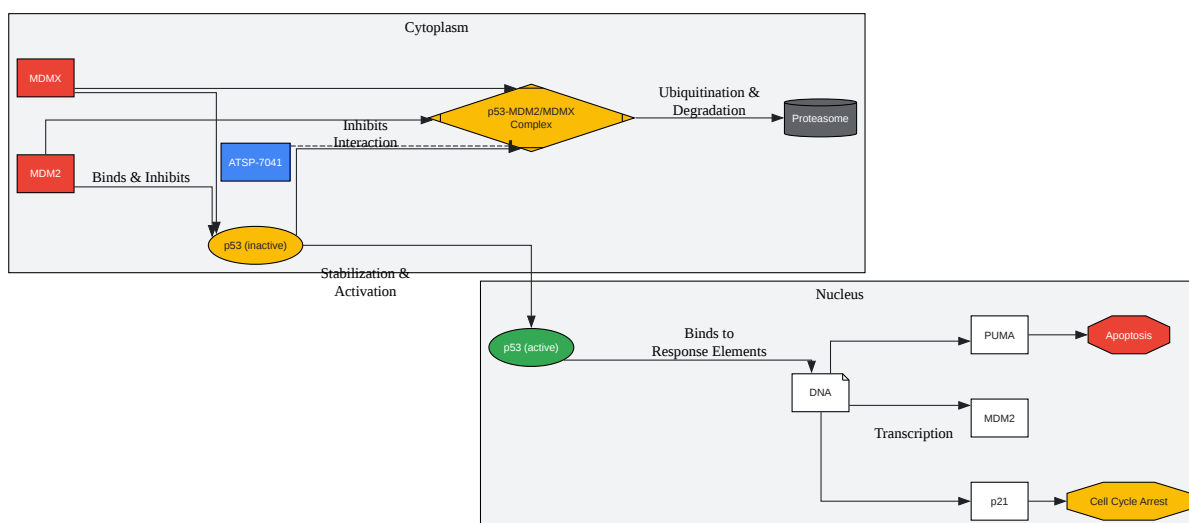 Cytoplasm
MDMX
p53-MDM2/MDMX
Complex
Ubiquitination &
Degradation
Proteasome
Inhibits
Interaction
ATSP-7041
MDM2
Binds & Inhibits
p53 (inactive)
Stabilization &
Activation
Nucleus
p53 (active)
Binds to
Response Elements
DNA
PUMA
Apoptosis
MDM2
Transcription
p21
Cell Cycle Arrest